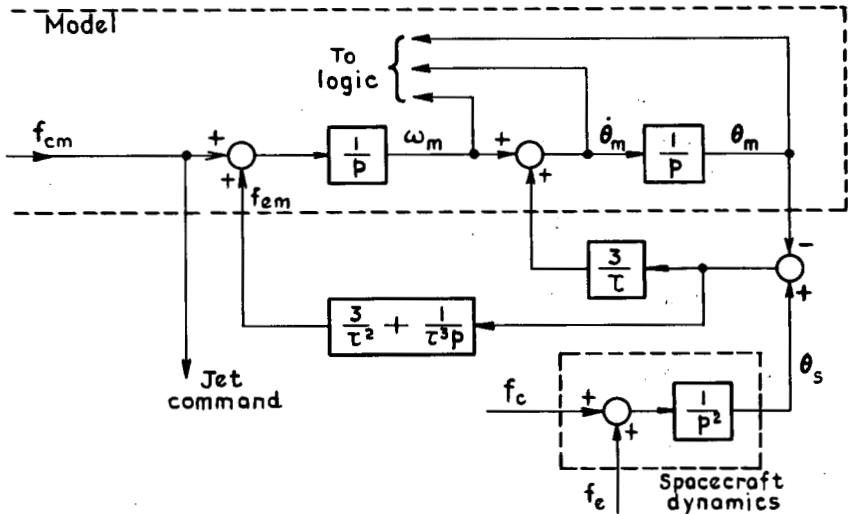 Model
To
logic
f_cm
+
+
f_em
1/p
ω_m
+
+
θ̇_m
1/p
θ_m
−
+
3/τ
3/τ² + 1/τ³p
Jet
command
θ_s
f_c
+
+
1/p²
f_e
Spacecraft
dynamics